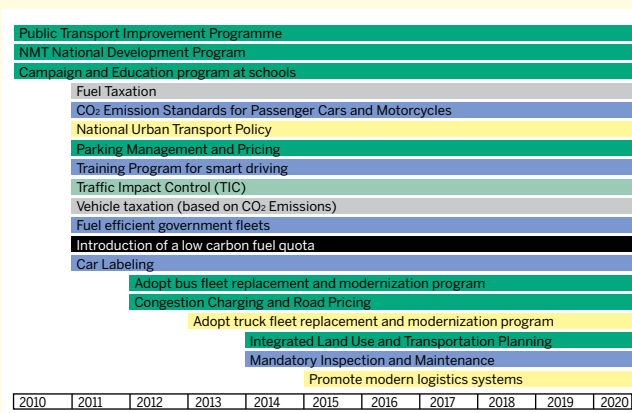 Public Transport Improvement Programme
NMT National Development Program
Campaign and Education program at schools
Fuel Taxation
CO2 Emission Standards for Passenger Cars and Motorcycles
National Urban Transport Policy
Parking Management and Pricing
Training Program for smart driving
Traffic Impact Control (TIC)
Vehicle taxation (based on CO2 Emissions)
Fuel efficient government fleets
Introduction of a low carbon fuel quota
Car Labeling
Adopt bus fleet replacement and modernization program
Congestion Charging and Road Pricing
Adopt truck fleet replacement and modernization program
Integrated Land Use and Transportation Planning
Mandatory Inspection and Maintenance
Promote modern logistics systems
2010 2011 2012 2013 2014 2015 2016 2017 2018 2019 2020